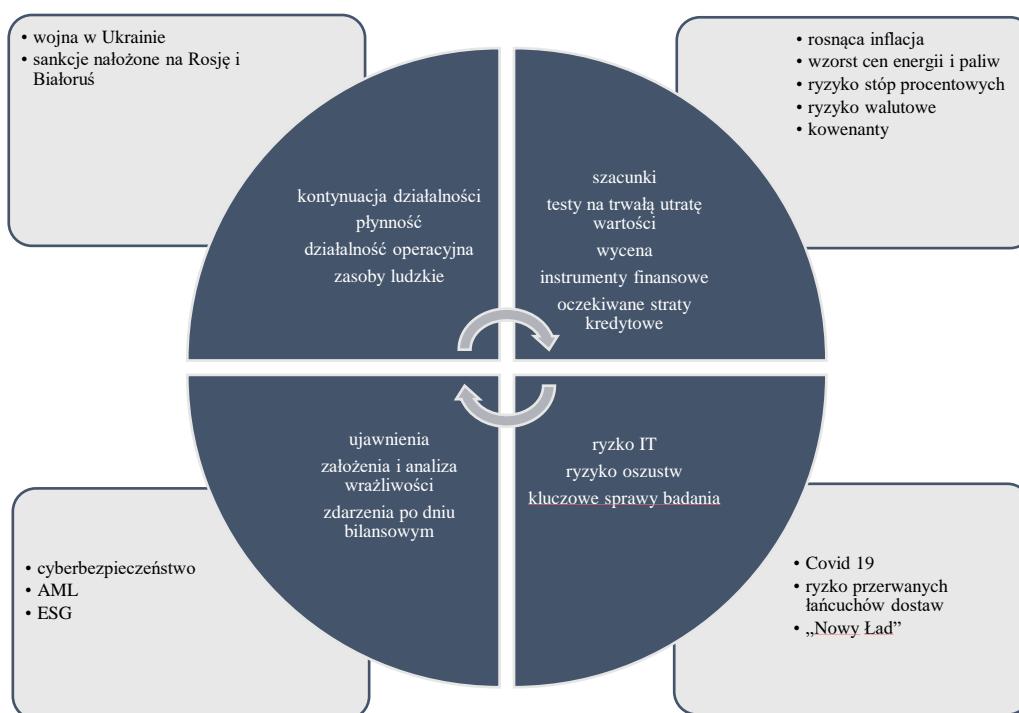 • wojna w Ukrainie
• sankcje nałożone na Rosję i
Białoruś
• rosnąca inflacja
• wzorst cen energii i paliw
• ryzyko stóp procentowych
• ryzyko walutowe
• kowenanty
kontynuacja działalności
płynność
działalność operacyjna
zasoby ludzkie
szacunki
testy na trwałą utratę
wartości
wycena
instrumenty finansowe
oczekiwane straty
kredytowe
ujawnienia
założenia i analiza
wrażliwości
zdarzenia po dniu
bilansowym
ryzko IT
ryzyko oszustw
kluczowe sprawy badania
• cyberbezpieczeństwo
• AML
• ESG
• Covid 19
• ryzko przerwanych
łańcuchów dostaw
• „Nowy Ład”